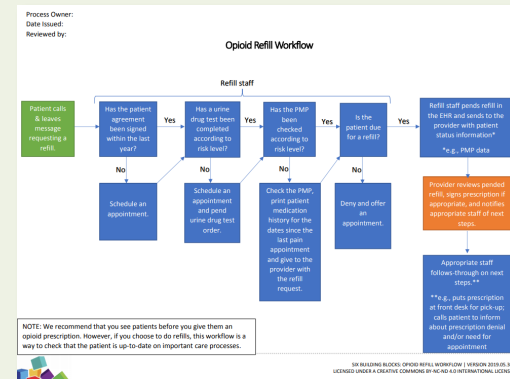 Process Owner:
Date Issued:
Reviewed by:
Opioid Refill Workflow
Refill staff
Patient calls
& leaves
message
requesting a
refill.
Has the patient
agreement
been signed
within the last
year?
Yes
Has a urine
drug test been
completed
according to
risk level?
Yes
Has the PMP
been
checked
according to
risk level?
Yes
Is the
patient due
for a refill?
Yes
Refill staff pends refill in
the EHR and sends to the
provider with patient
status information*
*e.g., PMP data
No
No
No
No
Schedule an
appointment.
Schedule an
appointment
and pend
urine drug test
order.
Check the PMP,
print patient
medication
history for the
dates since the
last pain
appointment
and give to the
provider with
the refill
request.
Deny and offer
an
appointment.
Provider reviews pended
refill, signs prescription if
appropriate, and notifies
appropriate staff of next
steps.
Appropriate staff
follows-through on next
steps.**
**e.g., puts prescription
at front desk for pick-up;
calls patient to inform
about prescription denial
and/or need for
appointment
NOTE: We recommend that you see patients before you give them an
opioid prescription. However, if you choose to do refills, this workflow is a
way to check that the patient is up-to-date on important care processes.
SIX BUILDING BLOCKS: OPIOID REFILL WORKFLOW | VERSION 2019.05.3
LICENSED UNDER A CREATIVE COMMONS BY-NC-ND 4.0 INTERNATIONAL LICENS